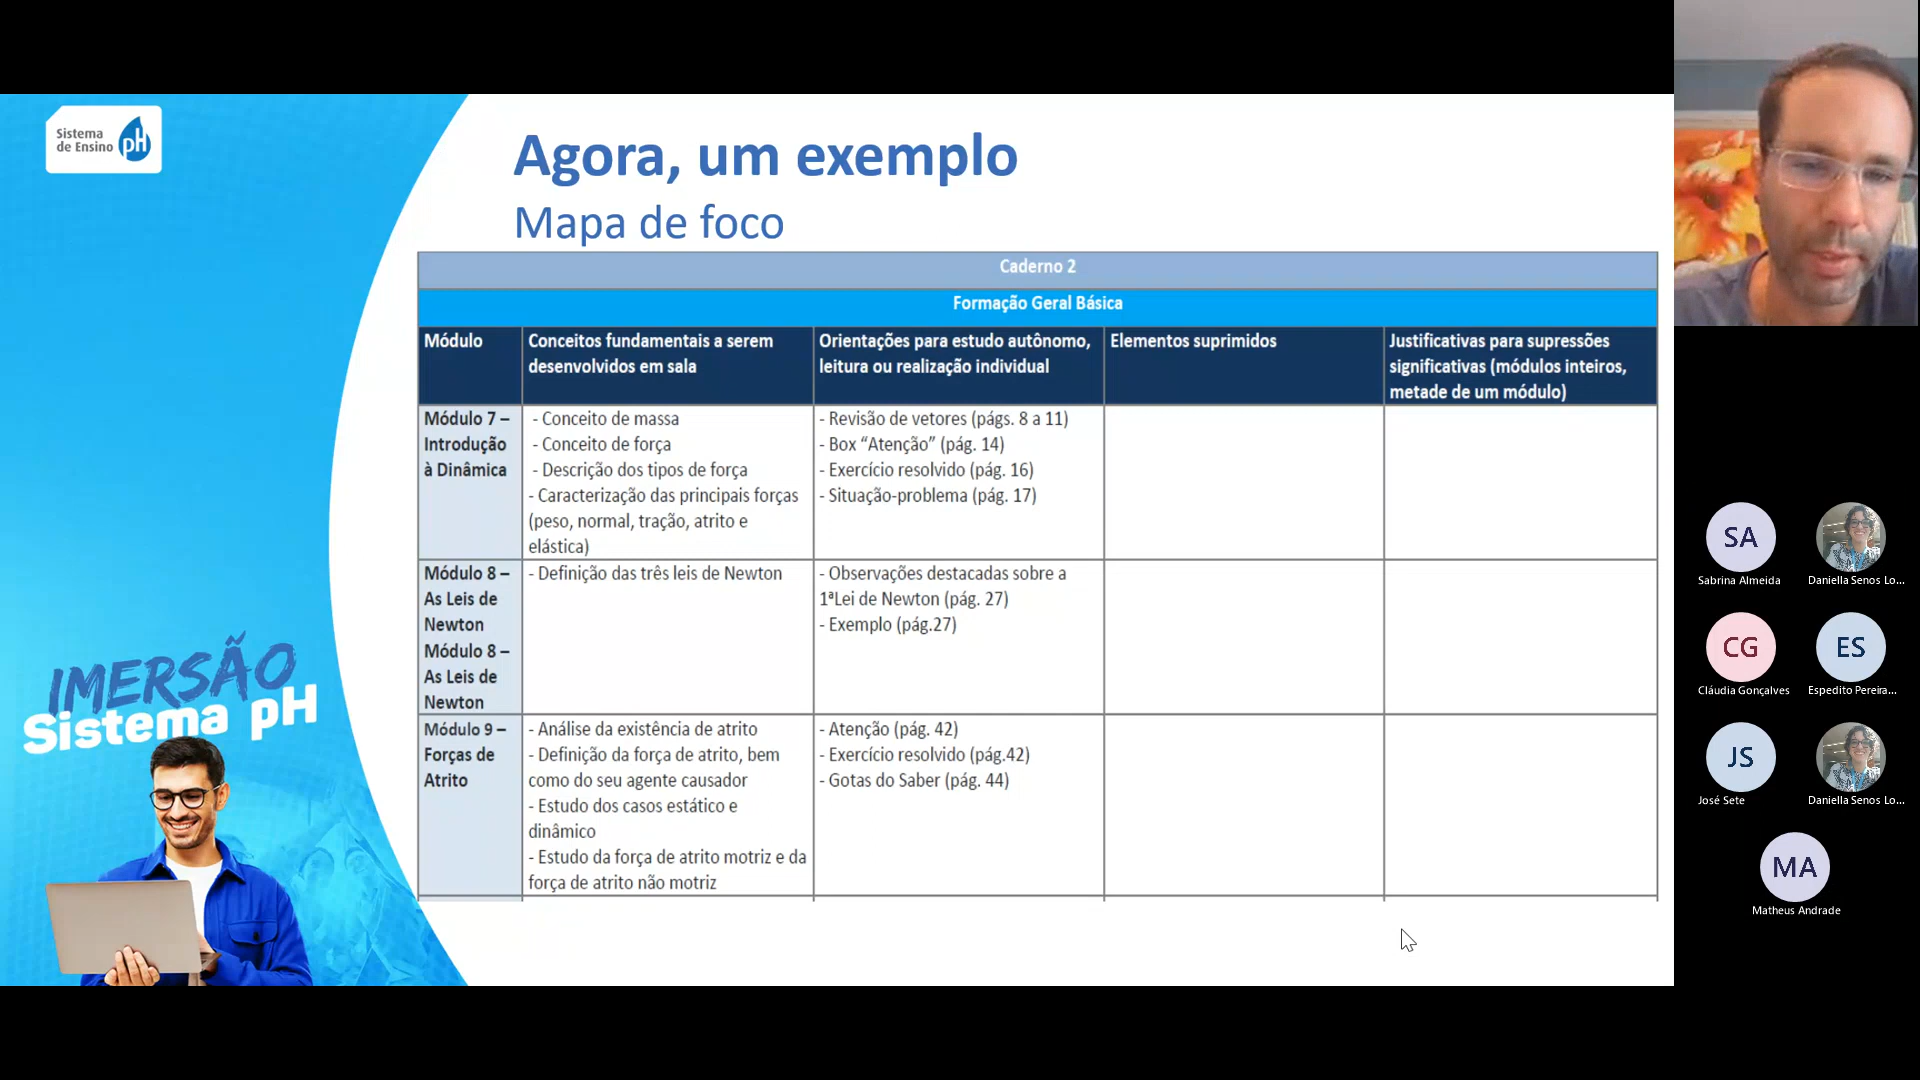 Sistema
de Ensino pH
Agora, um exemplo
Mapa de foco
Caderno 2
Formação Geral Básica
Módulo
Conceitos fundamentais a serem
desenvolvidos em sala
Orientações para estudo autônomo,
leitura ou realização individual
Elementos suprimidos
Justificativas para supressões
significativas (módulos inteiros,
metade de um módulo)
Módulo 7 –
Introdução
à Dinâmica
- Conceito de massa
- Conceito de força
- Descrição dos tipos de força
- Caracterização das principais forças
(peso, normal, tração, atrito e
elástica)
- Revisão de vetores (págs. 8 a 11)
- Box “Atenção” (pág. 14)
- Exercício resolvido (pág. 16)
- Situação-problema (pág. 17)
Módulo 8 –
As Leis de
Newton
Módulo 8 –
As Leis de
Newton
- Definição das três leis de Newton
- Observações destacadas sobre a
1ªLei de Newton (pág. 27)
- Exemplo (pág.27)
Módulo 9 –
Forças de
Atrito
- Análise da existência de atrito
- Definição da força de atrito, bem
como do seu agente causador
- Estudo dos casos estático e
dinâmico
- Estudo da força de atrito motriz e da
força de atrito não motriz
- Atenção (pág. 42)
- Exercício resolvido (pág.42)
- Gotas do Saber (pág. 44)
IMERSÃO
Sistema pH
SA
Sabrina Almeida
Daniella Senos Lo...
CG
Cláudia Gonçalves
ES
Espedito Pereira...
JS
José Sete
Daniella Senos Lo...
MA
Matheus Andrade